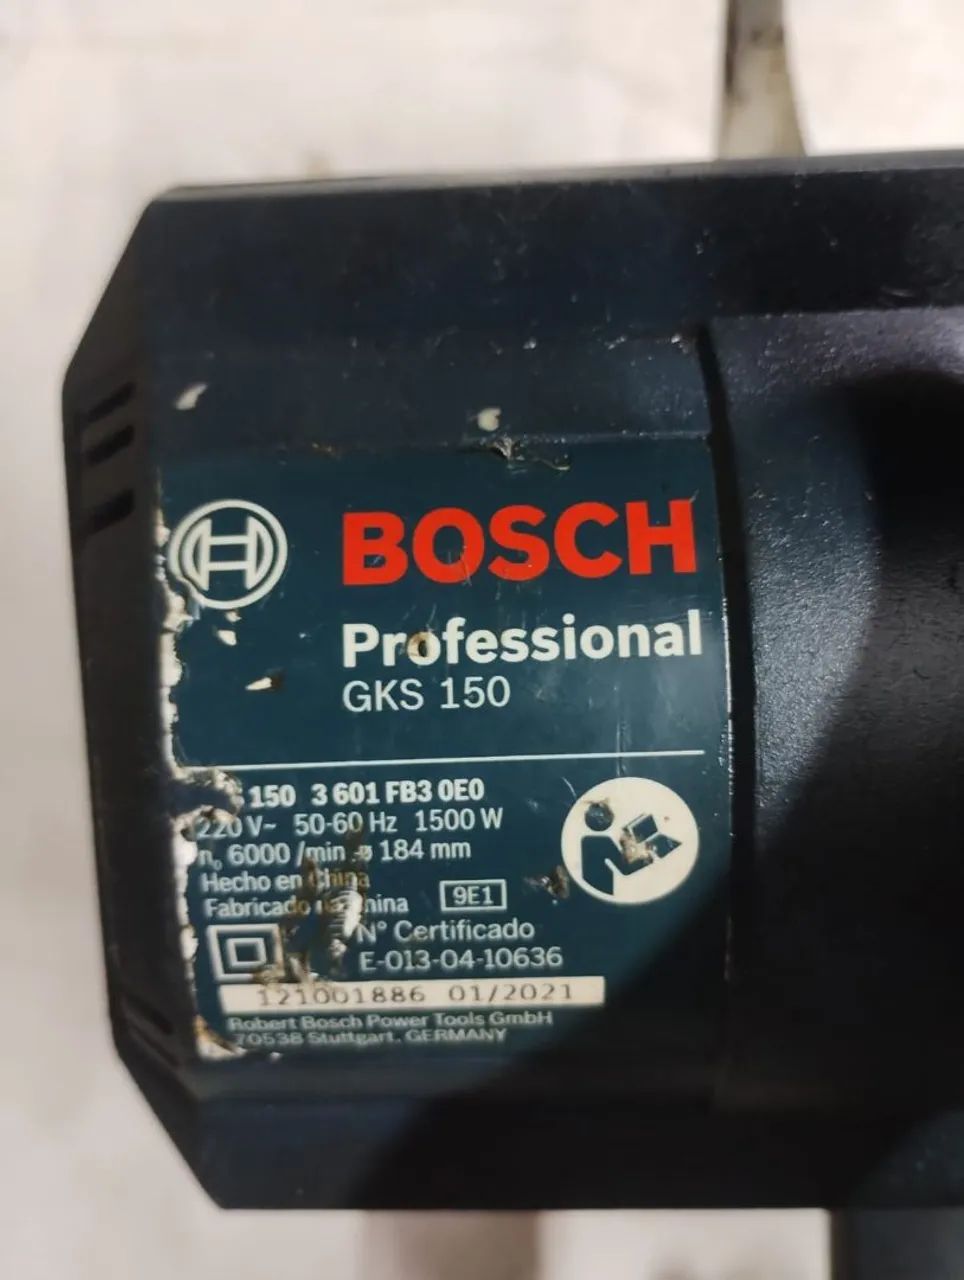 BOSCH
Professional
GKS 150
150 3 601 FB3 0E0
220 V~ 50-60 Hz 1500 W
n₀ 6000 /min ⌀ 184 mm
Hecho en China
Fabricado
9E1
N° Certificado
E-013-04-10636
121001886 01/2021
Robert Bosch Power Tools GmbH
70538 Stuttgart, GERMANY